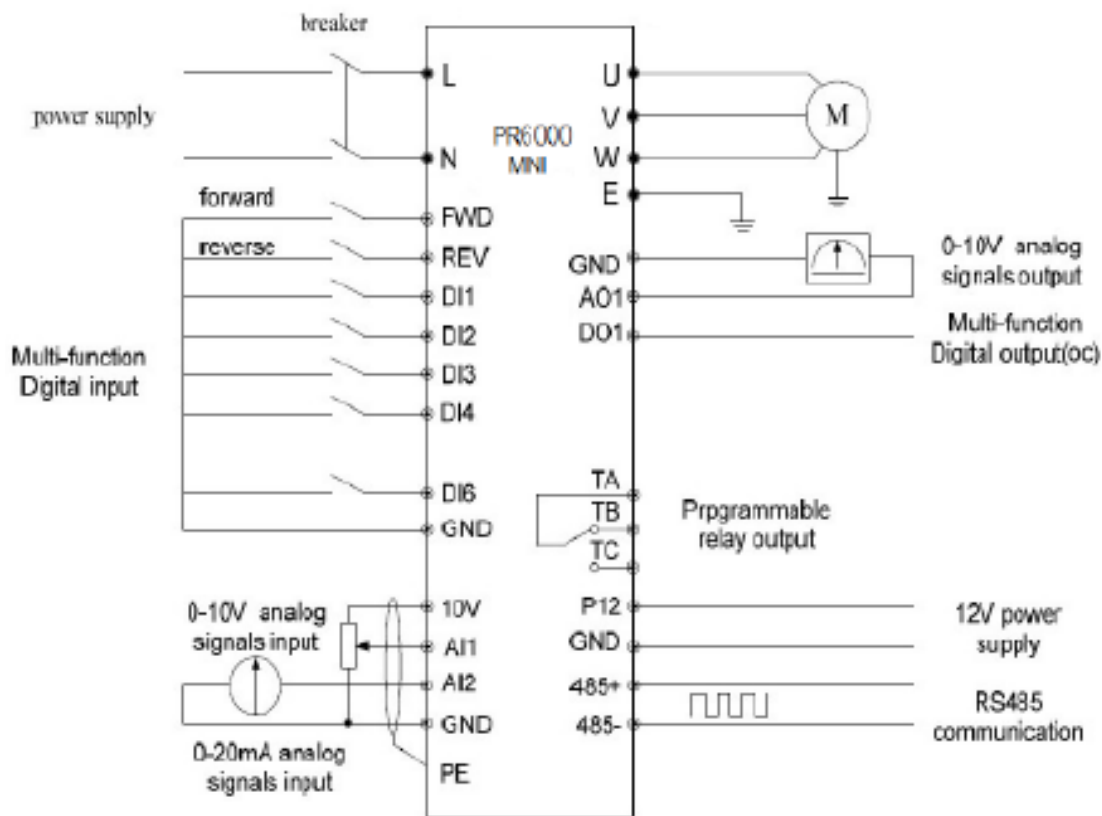 breaker
power supply
L
N
forward
FWD
reverse
REV
DI1
DI2
DI3
DI4
Multi-function
Digital input
DI6
GND
0-10V analog
signals input
10V
AI1
AI2
GND
0-20mA analog
signals input
PE
PR6000
MNII
U
V
W
E
M
GND
AO1
DO1
0-10V analog
signals output
Multi-function
Digital output(oc)
TA
TB
TC
Prpgrammable
relay output
P12
GND
12V power
supply
485+
485-
RS485
communication